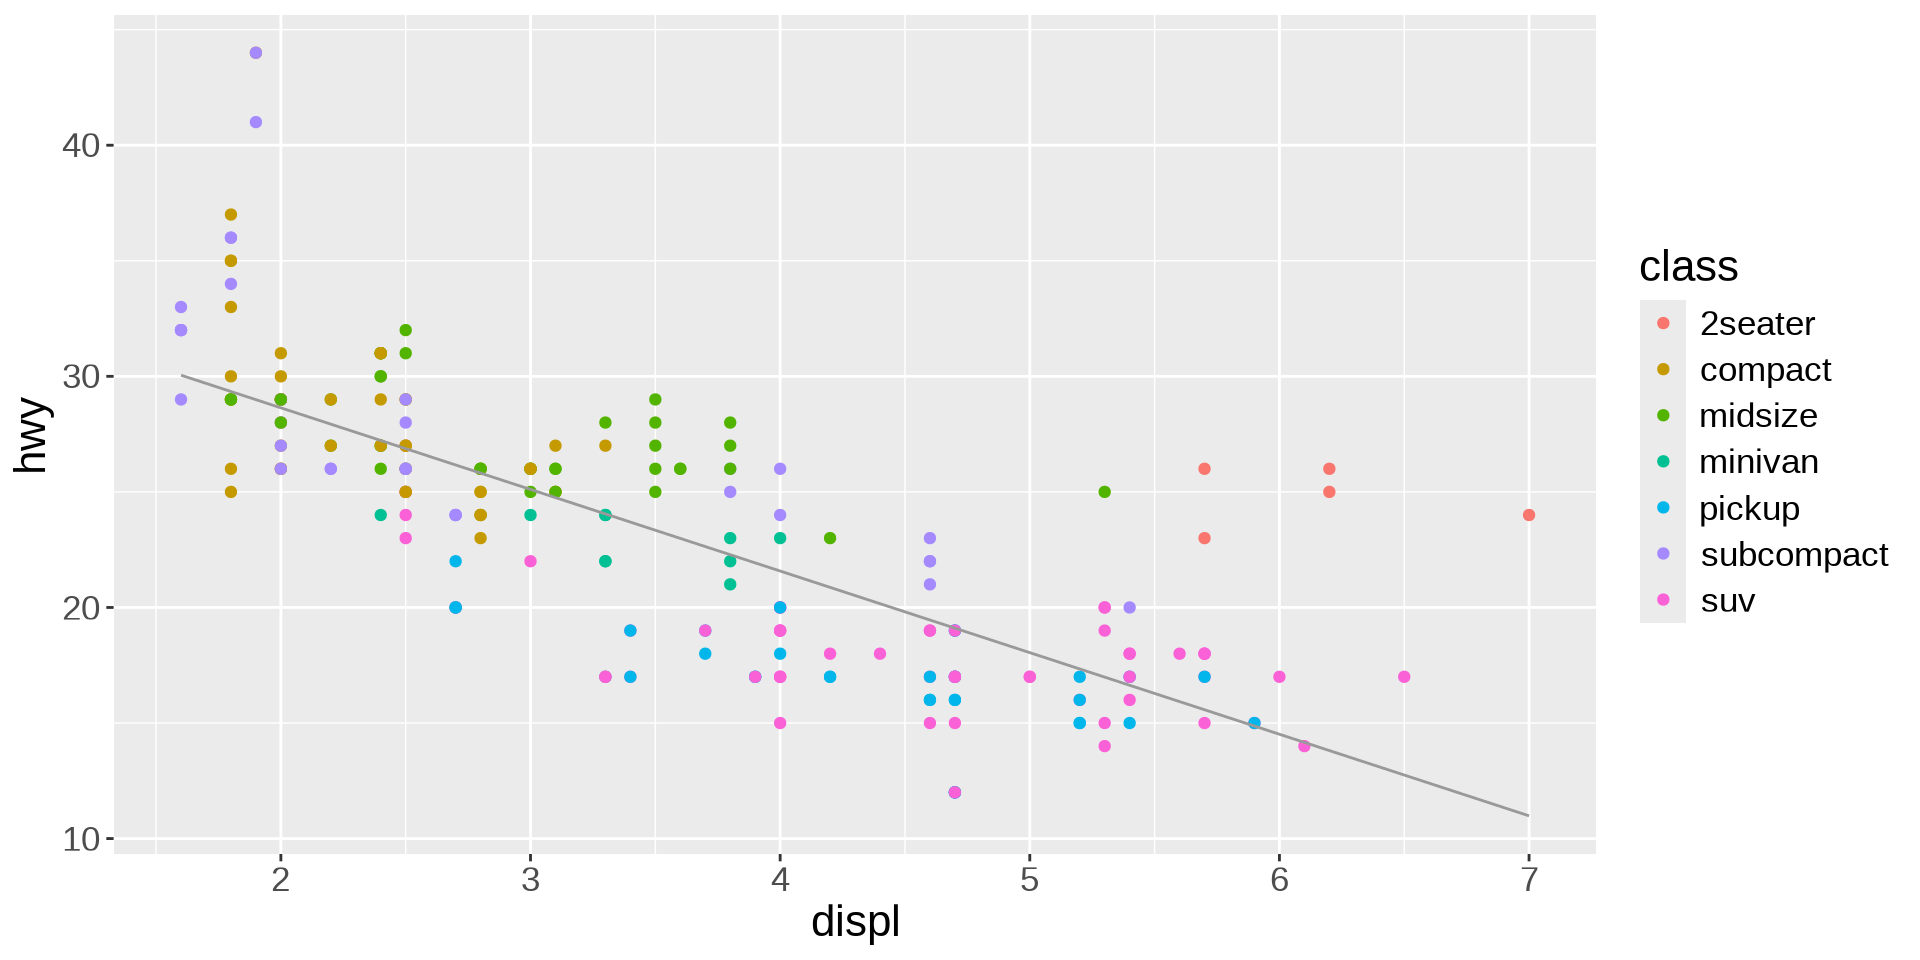 hwy
40
30
20
10
2 3 4 5 6 7
displ
class
2seater
compact
midsize
minivan
pickup
subcompact
suv